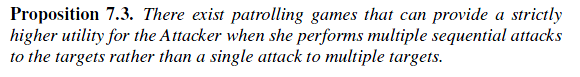 Proposition 7.3. There exist patrolling games that can provide a strictly
higher utility for the Attacker when she performs multiple sequential attacks
to the targets rather than a single attack to multiple targets.